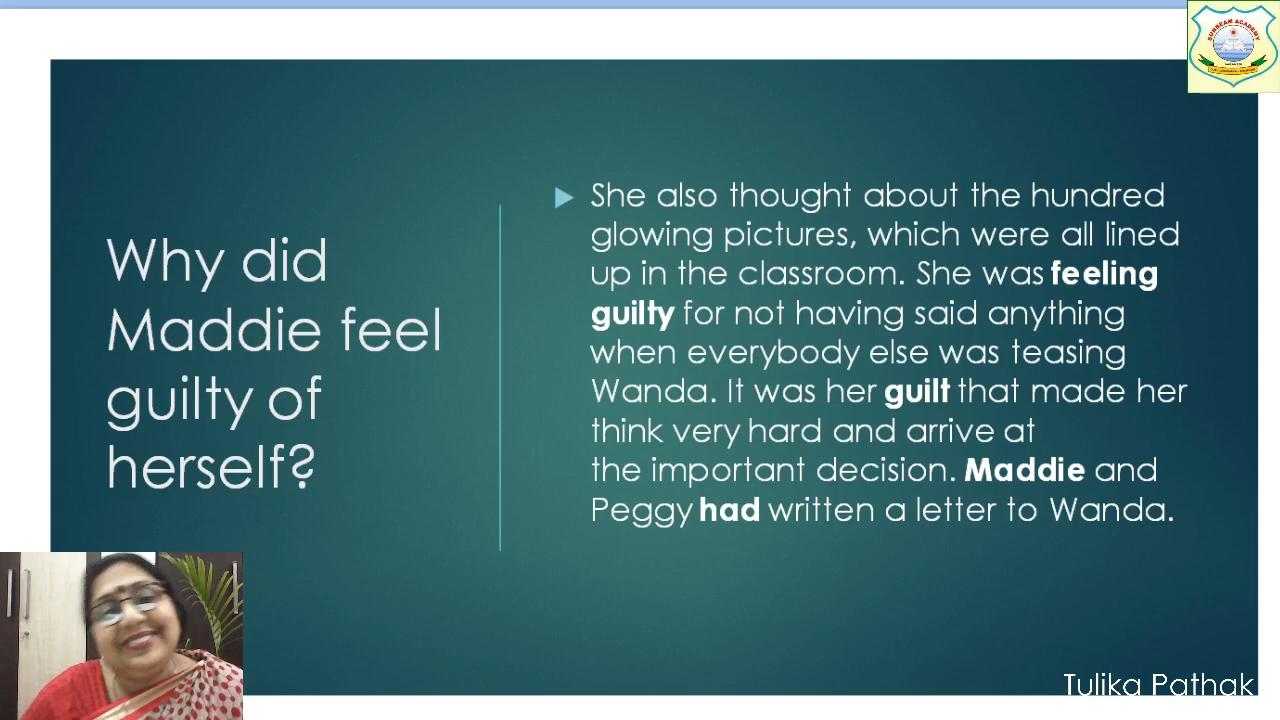 SUNBEAM ACADEMY
Why did
Maddie feel
guilty of
herself?
She also thought about the hundred
glowing pictures, which were all lined
up in the classroom. She was feeling
guilty for not having said anything
when everybody else was teasing
Wanda. It was her guilt that made her
think very hard and arrive at
the important decision. Maddie and
Peggy had written a letter to Wanda.
Tulika Pathak